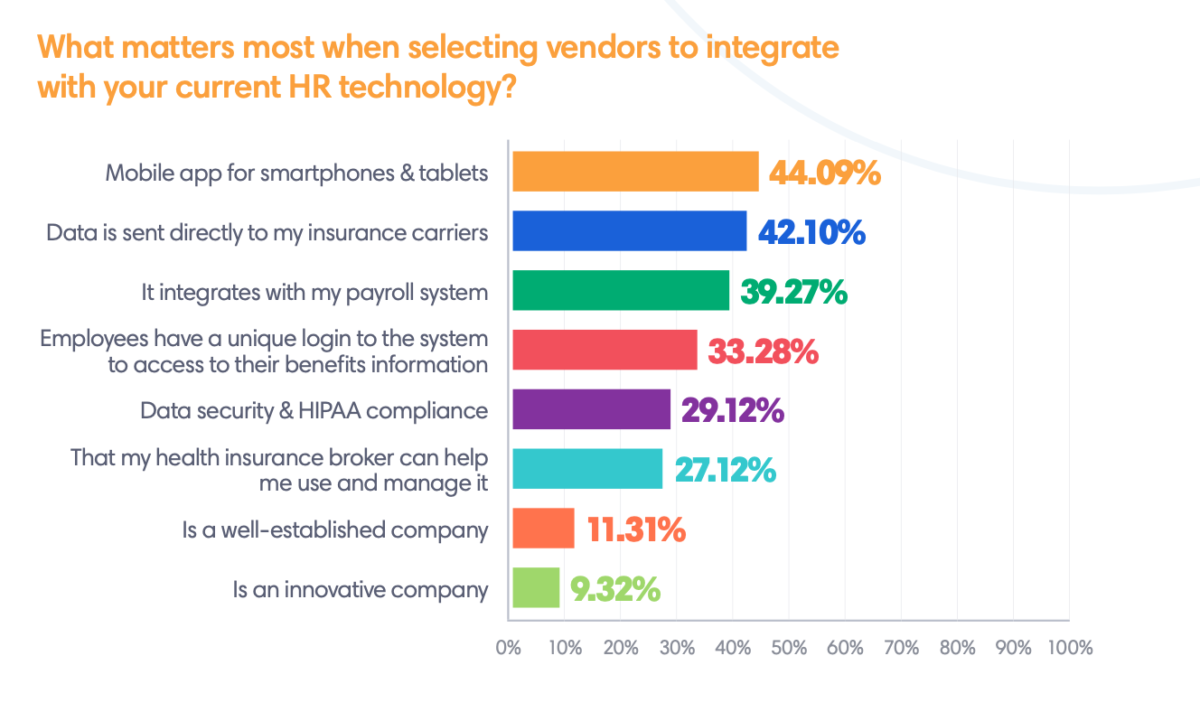 What matters most when selecting vendors to integrate
with your current HR technology?
Mobile app for smartphones & tablets
44.09%
Data is sent directly to my insurance carriers
42.10%
It integrates with my payroll system
39.27%
Employees have a unique login to the system
to access to their benefits information
33.28%
Data security & HIPAA compliance
29.12%
That my health insurance broker can help
me use and manage it
27.12%
Is a well-established company
11.31%
Is an innovative company
9.32%
0% 10% 20% 30% 40% 50% 60% 70% 80% 90% 100%